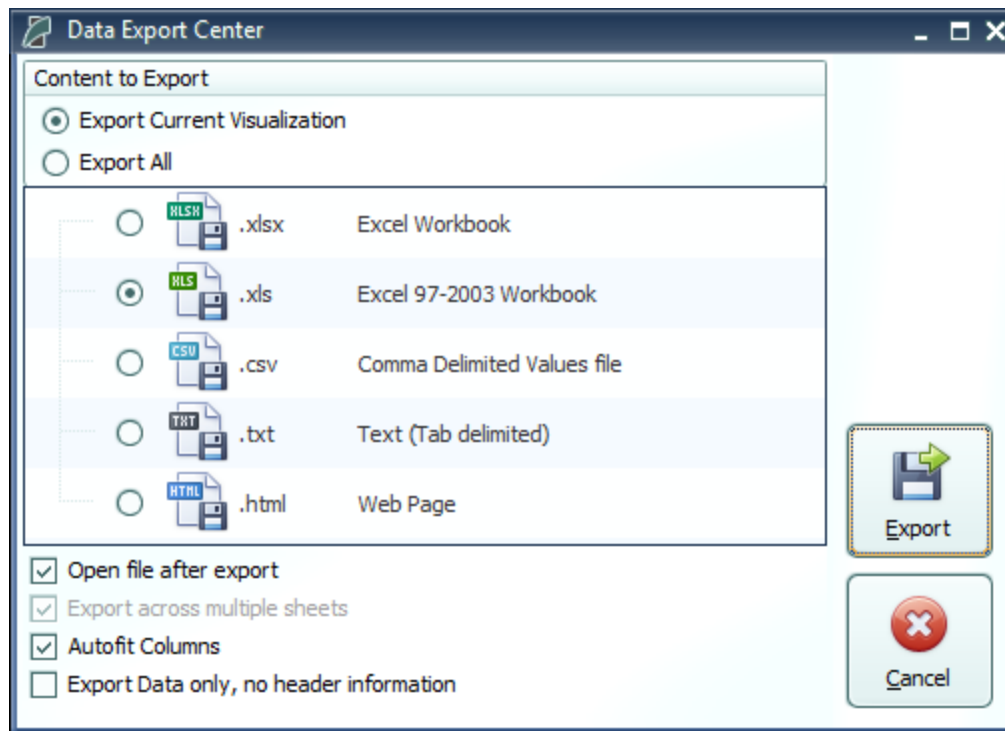 Data Export Center
Content to Export
Export Current Visualization
Export All
XLSX .xlsx Excel Workbook
XLS .xls Excel 97-2003 Workbook
CSV .csv Comma Delimited Values file
TXT .txt Text (Tab delimited)
HTML .html Web Page
Export
Open file after export
Export across multiple sheets
Autofit Columns
Export Data only, no header information
Cancel